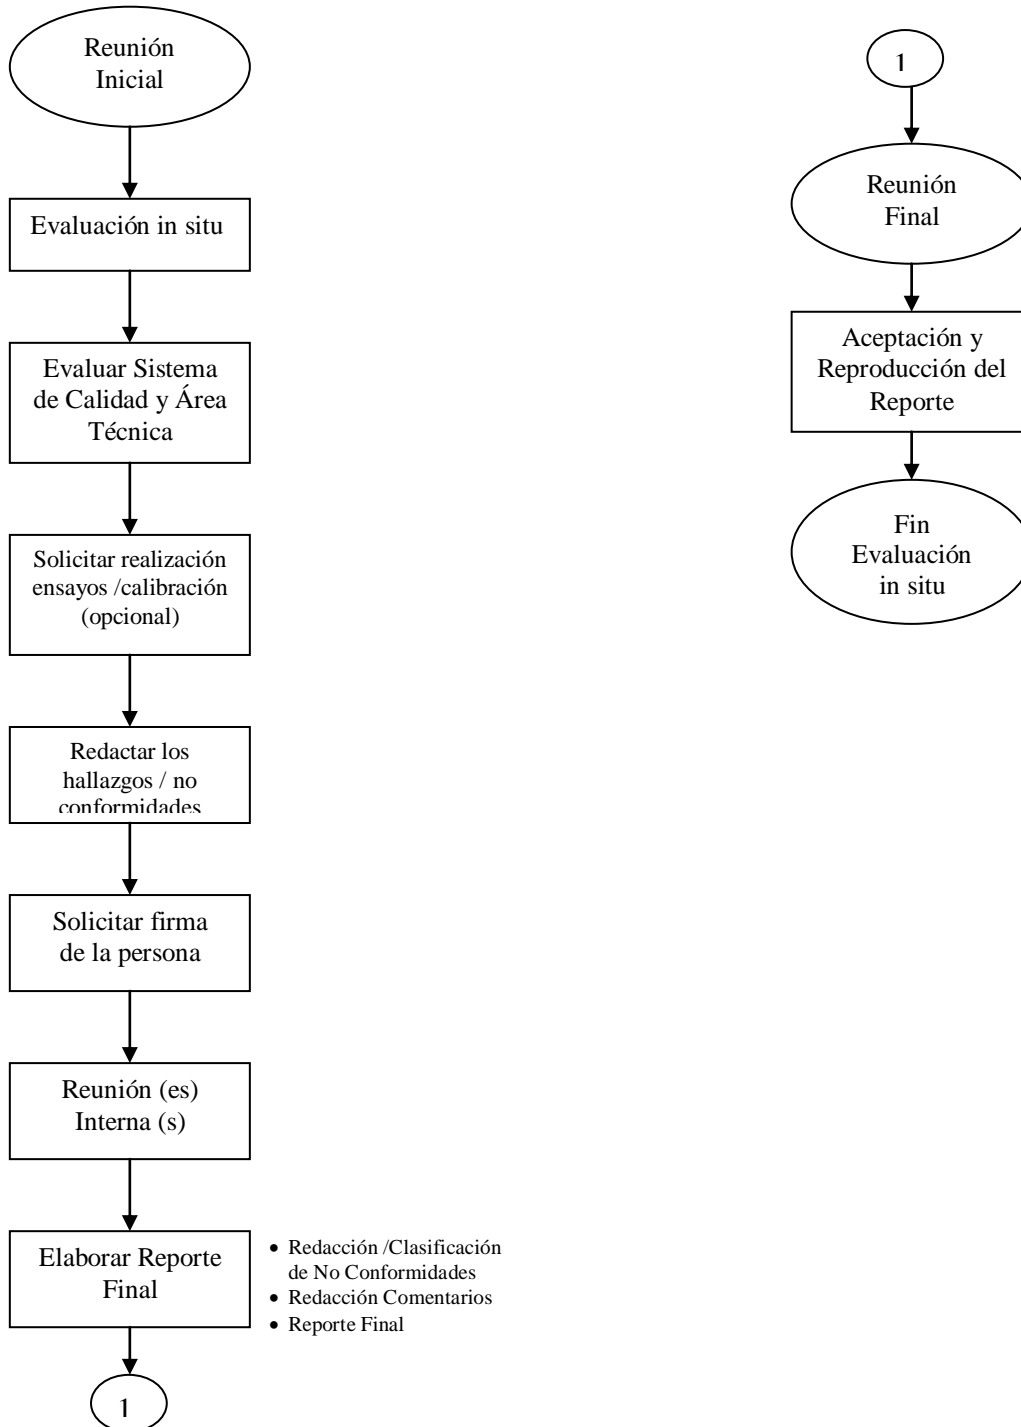 Reunión
Inicial
Evaluación in situ
Evaluar Sistema
de Calidad y Área
Técnica
Solicitar realización
ensayos /calibración
(opcional)
Redactar los
hallazgos / no
conformidades
Solicitar firma
de la persona
Reunión (es)
Interna (s)
Elaborar Reporte
Final
• Redacción /Clasificación
de No Conformidades
• Redacción Comentarios
• Reporte Final
1
1
Reunión
Final
Aceptación y
Reproducción del
Reporte
Fin
Evaluación
in situ